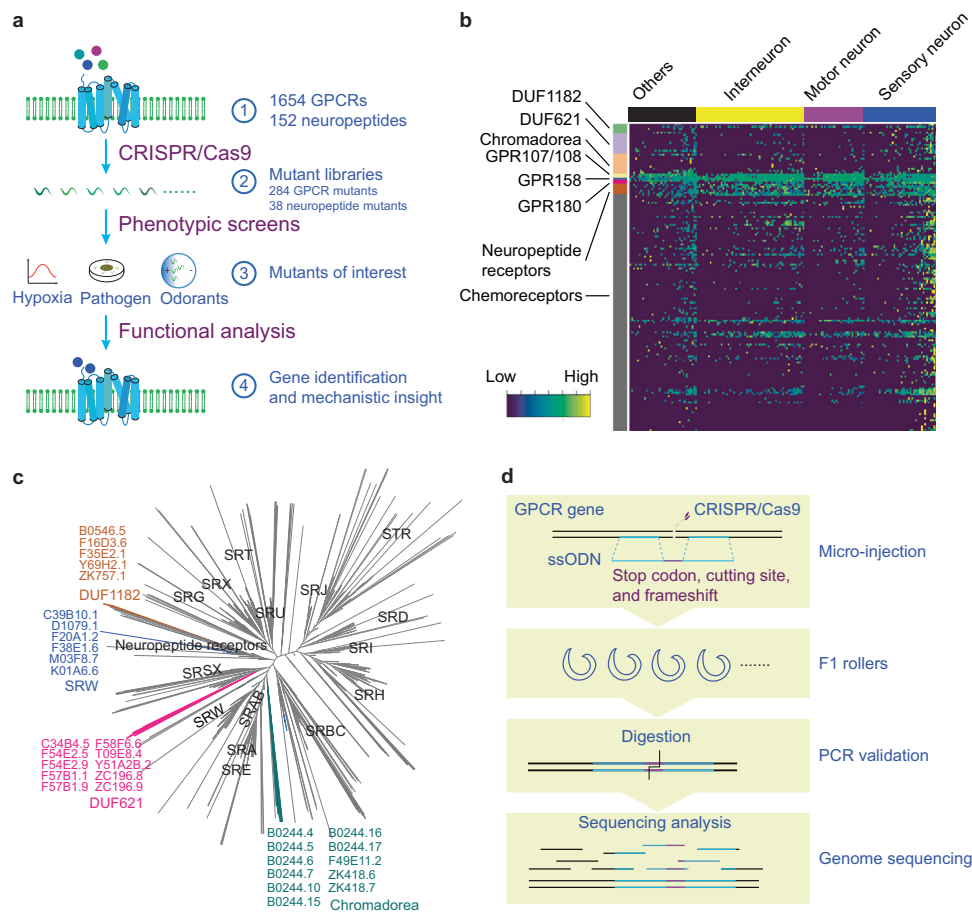 a
1
1654 GPCRs
152 neuropeptides
CRISPR/Cas9
2
Mutant libraries
284 GPCR mutants
38 neuropeptide mutants
Phenotypic screens
+ -
3
Mutants of interest
Hypoxia Pathogen Odorants
Functional analysis
4
Gene identification
and mechanistic insight
b
Others
Interneuron
Motor neuron
Sensory neuron
DUF1182
DUF621
Chromadorea
GPR107/108
GPR158
GPR180
Neuropeptide
receptors
Chemoreceptors
Low High
c
B0546.5
F16D3.6
F35E2.1
Y69H2.1
ZK757.1
DUF1182
C39B10.1
D1079.1
F20A1.2
F38E1.6
M03F8.7
K01A6.6
SRW
C34B4.5 F58F6.6
F54E2.5 T09E8.4
F54E2.9 Y51A2B.2
F57B1.1 ZC196.8
F57B1.9 ZC196.9
DUF621
STR
SRT
SRX
SRJ
SRG
SRU
SRD
Neuropeptide receptors
SRI
SRSX
SRH
SRW
SRAB
SRBC
SRA
SRE
B0244.4 B0244.16
B0244.5 B0244.17
B0244.6 F49E11.2
B0244.7 ZK418.6
B0244.10 ZK418.7
B0244.15 Chromadorea
d
GPCR gene CRISPR/Cas9
ssODN
Stop codon, cutting site,
and frameshift
Micro-injection
.......
F1 rollers
Digestion
PCR validation
Sequencing analysis
Genome sequencing